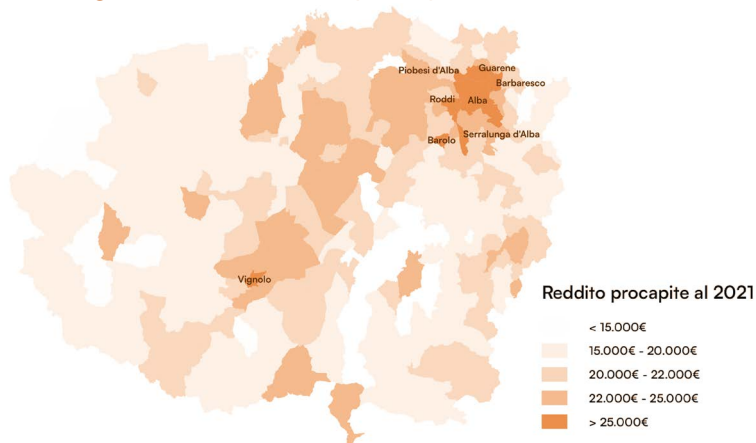 Piobesi d'Alba
Guarene
Barbaresco
Roddi
Alba
Barolo
Serralunga d'Alba
Vignolo
Reddito procapite al 2021
< 15.000€
15.000€ - 20.000€
20.000€ - 22.000€
22.000€ - 25.000€
> 25.000€